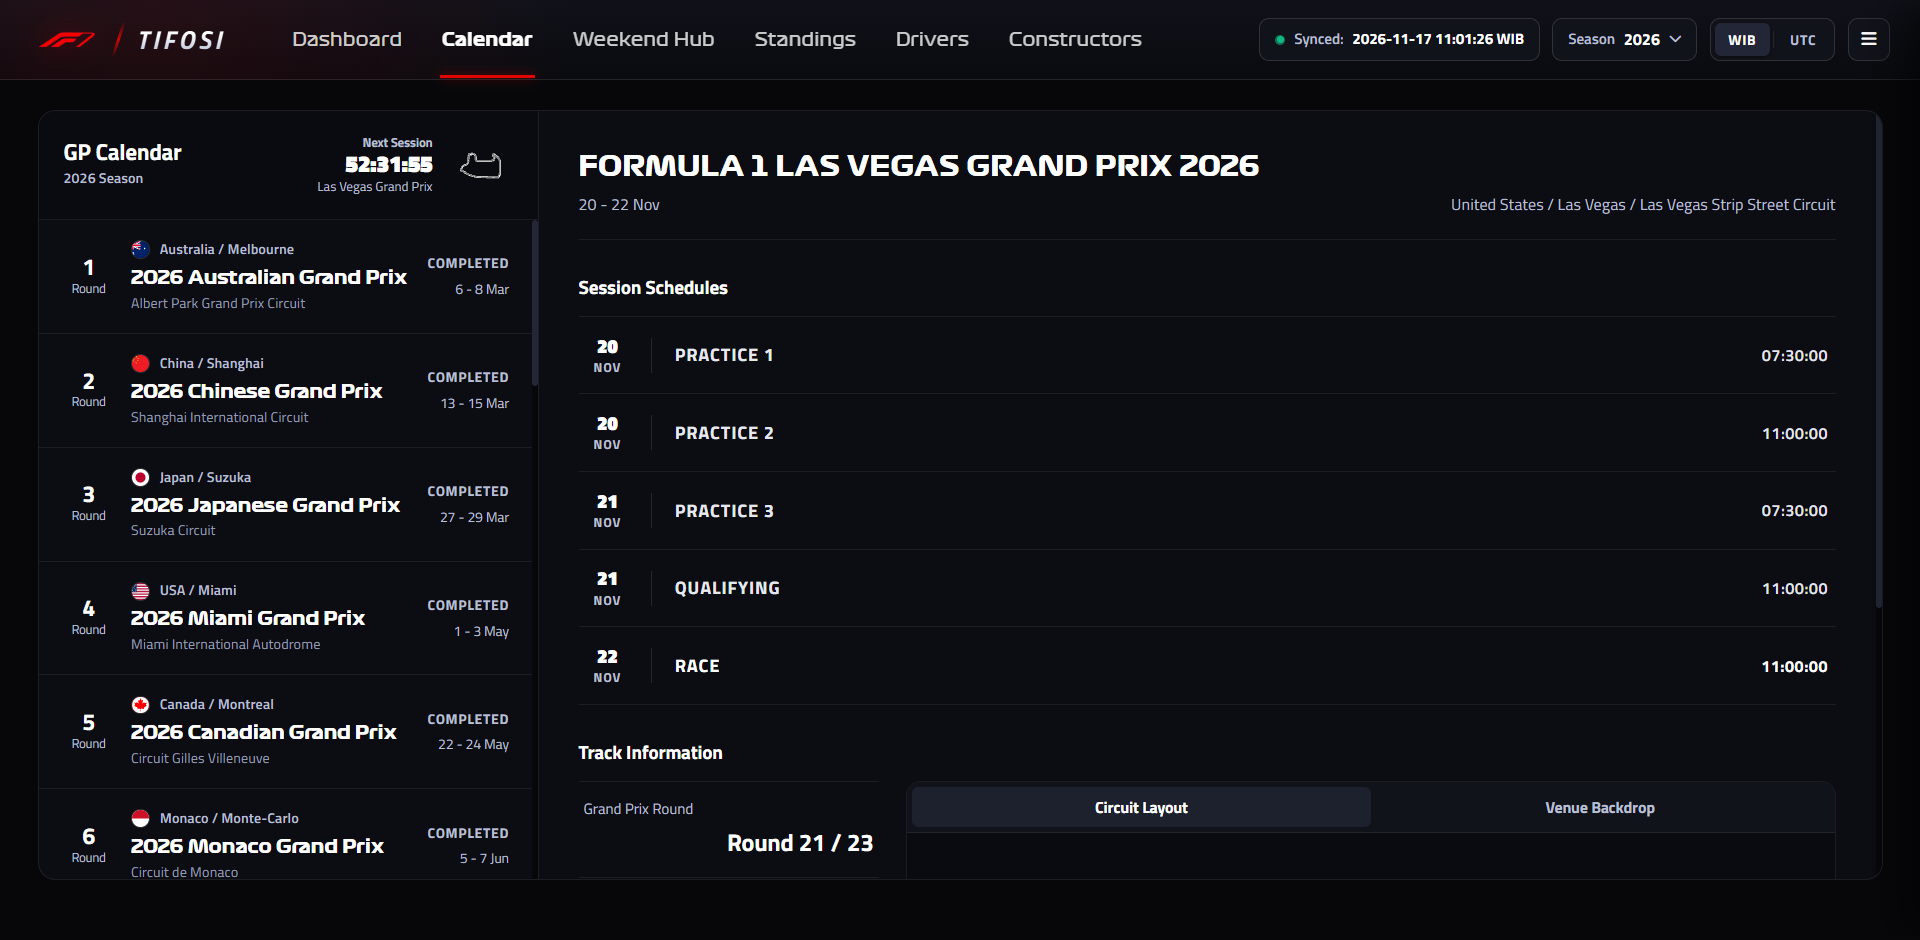 TIFOSI
Dashboard
Calendar
Weekend Hub
Standings
Drivers
Constructors
Synced: 2026-11-17 11:01:26 WIB
Season 2026
WIB
UTC
GP Calendar
2026 Season
Next Session
52:31:55
Las Vegas Grand Prix
1
Round
Australia / Melbourne
2026 Australian Grand Prix
Albert Park Grand Prix Circuit
COMPLETED
6 - 8 Mar
2
Round
China / Shanghai
2026 Chinese Grand Prix
Shanghai International Circuit
COMPLETED
13 - 15 Mar
3
Round
Japan / Suzuka
2026 Japanese Grand Prix
Suzuka Circuit
COMPLETED
27 - 29 Mar
4
Round
USA / Miami
2026 Miami Grand Prix
Miami International Autodrome
COMPLETED
1 - 3 May
5
Round
Canada / Montreal
2026 Canadian Grand Prix
Circuit Gilles Villeneuve
COMPLETED
22 - 24 May
6
Round
Monaco / Monte-Carlo
2026 Monaco Grand Prix
Circuit de Monaco
COMPLETED
5 - 7 Jun
FORMULA 1 LAS VEGAS GRAND PRIX 2026
20 - 22 Nov
United States / Las Vegas / Las Vegas Strip Street Circuit
Session Schedules
20
NOV
PRACTICE 1
07:30:00
20
NOV
PRACTICE 2
11:00:00
21
NOV
PRACTICE 3
07:30:00
21
NOV
QUALIFYING
11:00:00
22
NOV
RACE
11:00:00
Track Information
Grand Prix Round
Round 21 / 23
Circuit Layout
Venue Backdrop